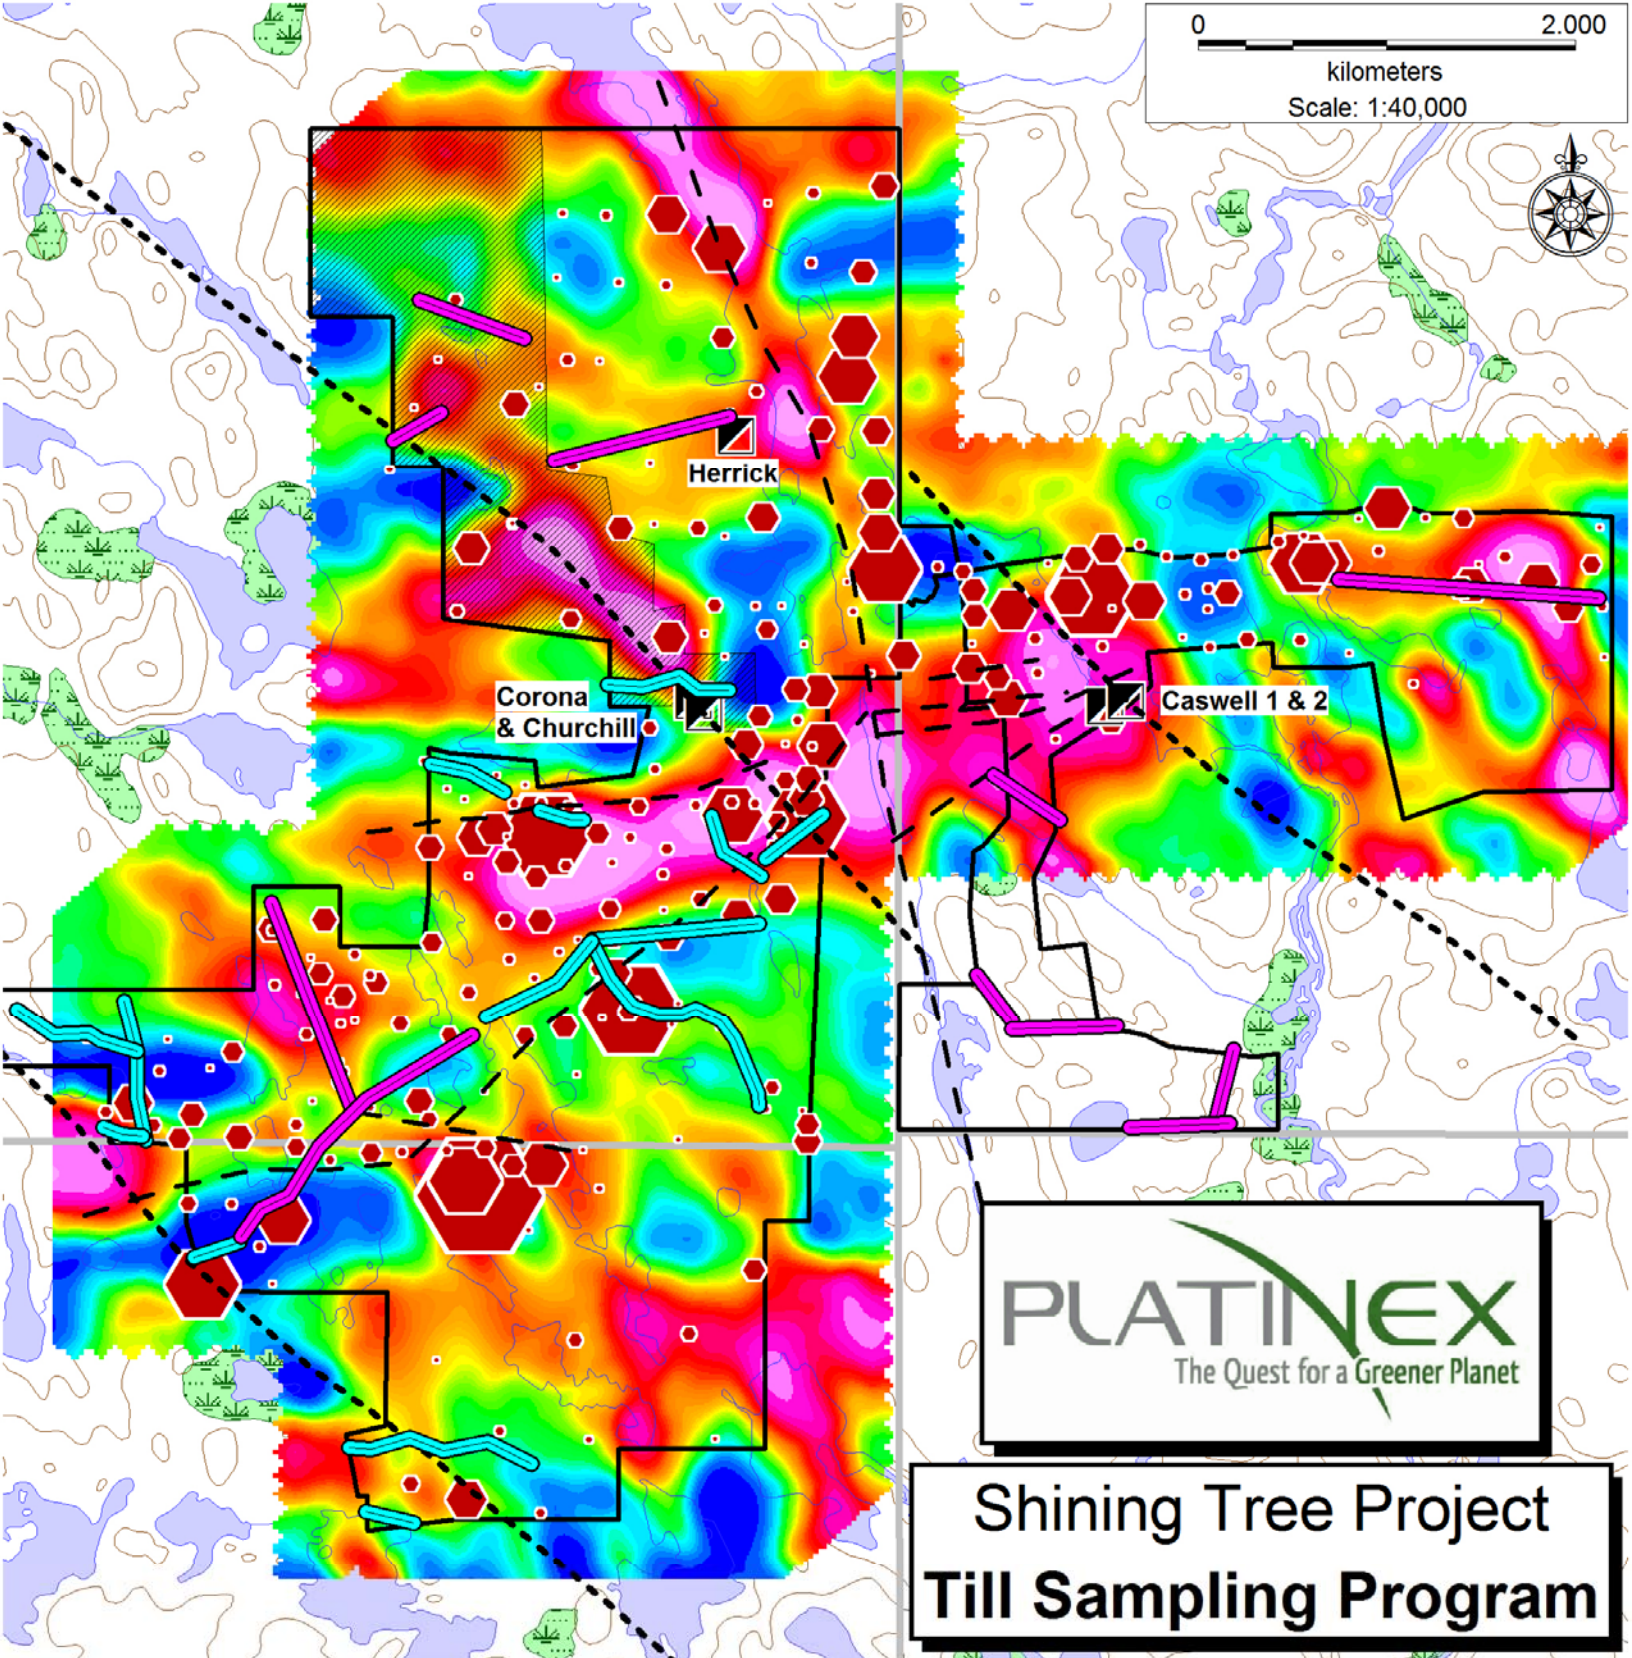 0 2.000
kilometers
Scale: 1:40,000
Herrick
Corona
& Churchill
Caswell 1 & 2
PLATINEX
The Quest for a Greener Planet
Shining Tree Project
Till Sampling Program